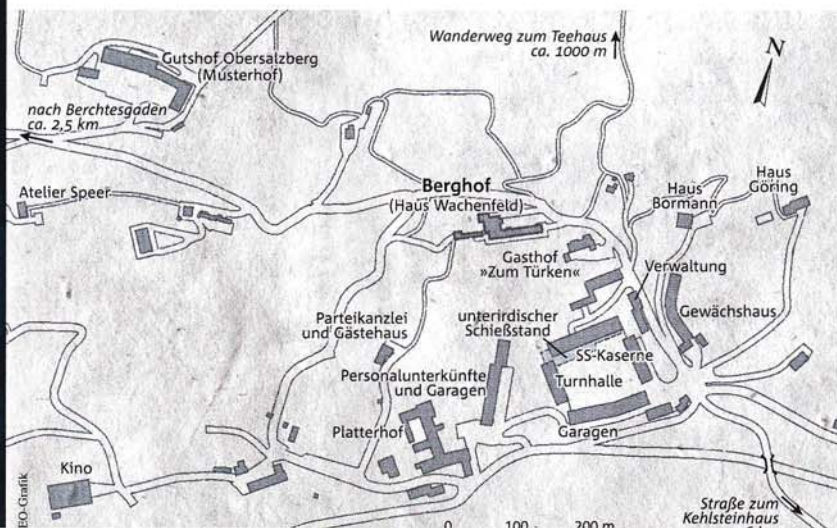 Gutshof Obersalzberg
(Musterhof)
Wanderweg zum Teehaus
ca. 1000 m
N
nach Berchtesgaden
ca. 2,5 km
Atelier Speer
Berghof
(Haus Wachenfeld)
Haus
Bormann
Haus
Göring
Gasthof
»Zum Türken«
Verwaltung
Gewächshaus
Parteikanzlei
und Gästehaus
unterirdischer
Schießstand
SS-Kaserne
Personalunterkünfte
und Garagen
Turnhalle
Platterhof
Garagen
Kino
EO-Grafik
0 100 200 m
Straße zum
Kehlsteinhaus